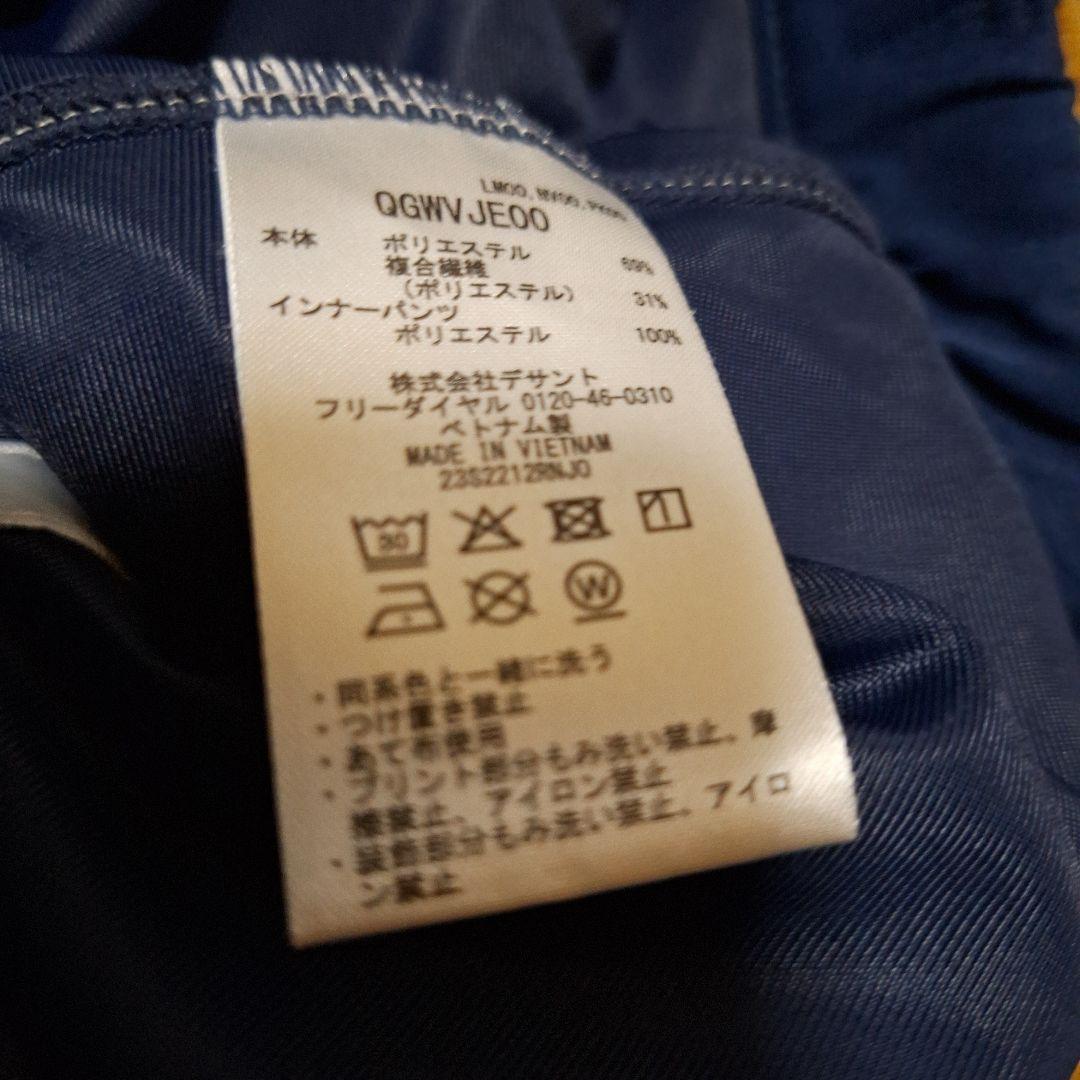 LM00, NV00, PK00
QGWVJE00
本体 ポリエステル 69%
複合繊維
(ポリエステル) 31%
インナーパンツ
ポリエステル 100%
株式会社デサント
フリーダイヤル 0120-46-0310
ベトナム製
MADE IN VIETNAM
23S2212RNJO
30
W
・同系色と一緒に洗う
・つけ置き禁止
・あて布使用
・プリント部分もみ洗い禁止、摩
擦禁止、アイロン禁止
・装飾部分もみ洗い禁止、アイロ
ン禁止